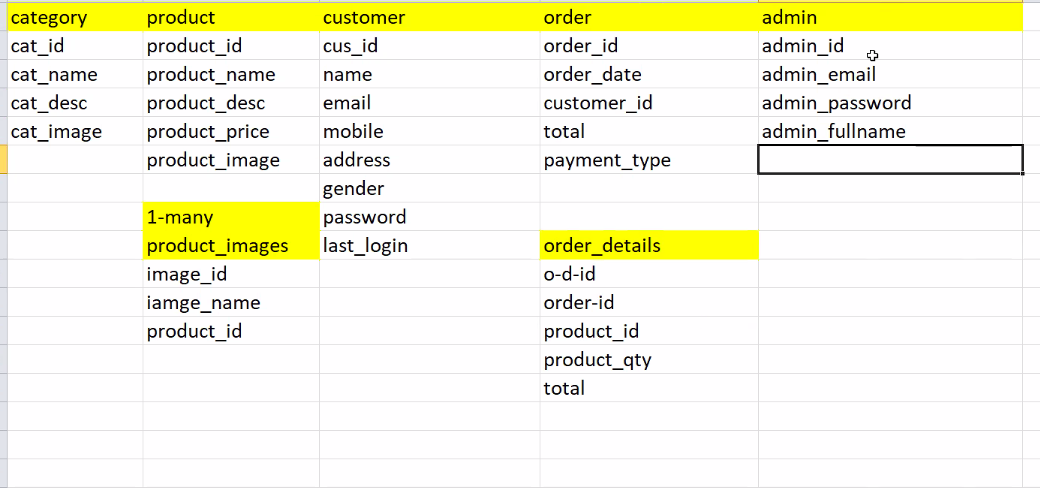 category product customer order admin
cat_id product_id cus_id order_id admin_id
cat_name product_name name order_date admin_email
cat_desc product_desc email customer_id admin_password
cat_image product_price mobile total admin_fullname
product_image address payment_type
gender
1-many password
product_images last_login order_details
image_id o-d-id
iamge_name order-id
product_id product_id
product_qty
total